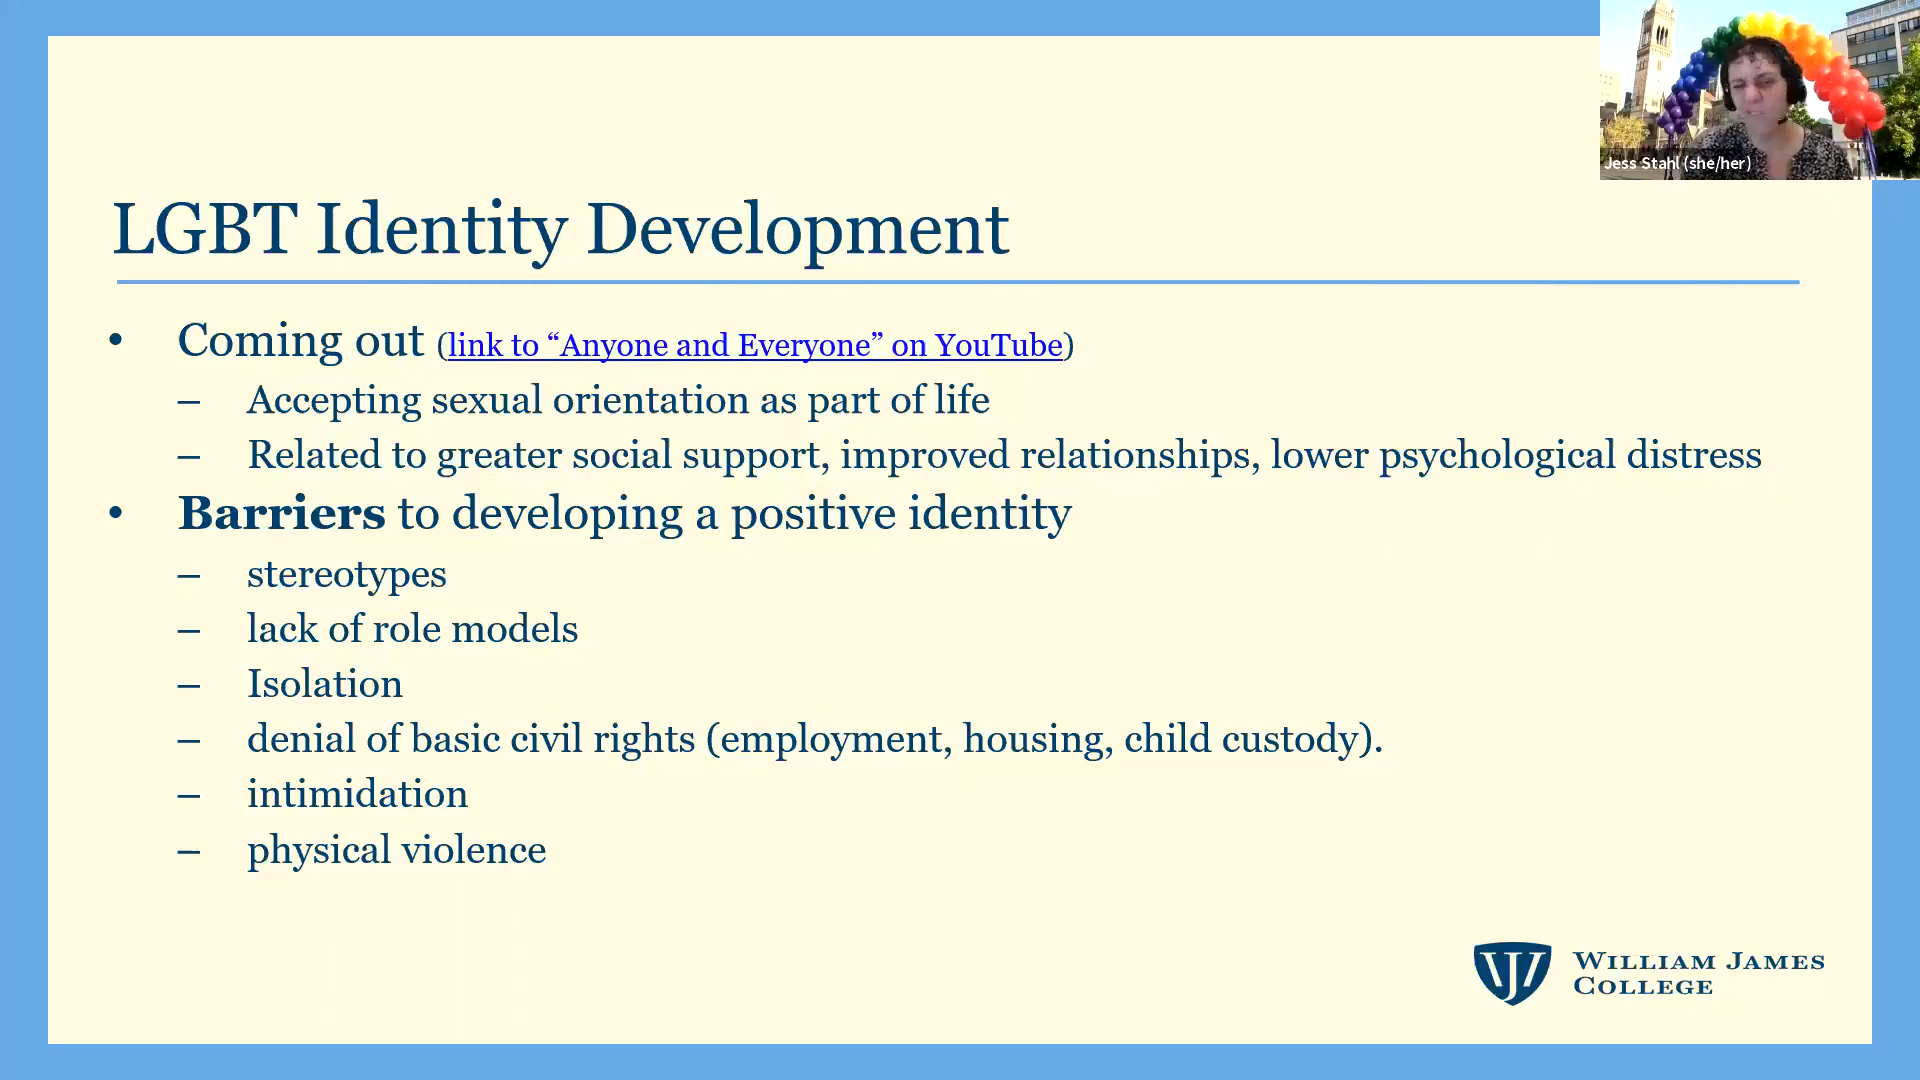 Jess Stahl (she/her)
LGBT Identity Development
• Coming out (link to “Anyone and Everyone” on YouTube)
– Accepting sexual orientation as part of life
– Related to greater social support, improved relationships, lower psychological distress
• Barriers to developing a positive identity
– stereotypes
– lack of role models
– Isolation
– denial of basic civil rights (employment, housing, child custody).
– intimidation
– physical violence
WJ
WILLIAM JAMES
COLLEGE